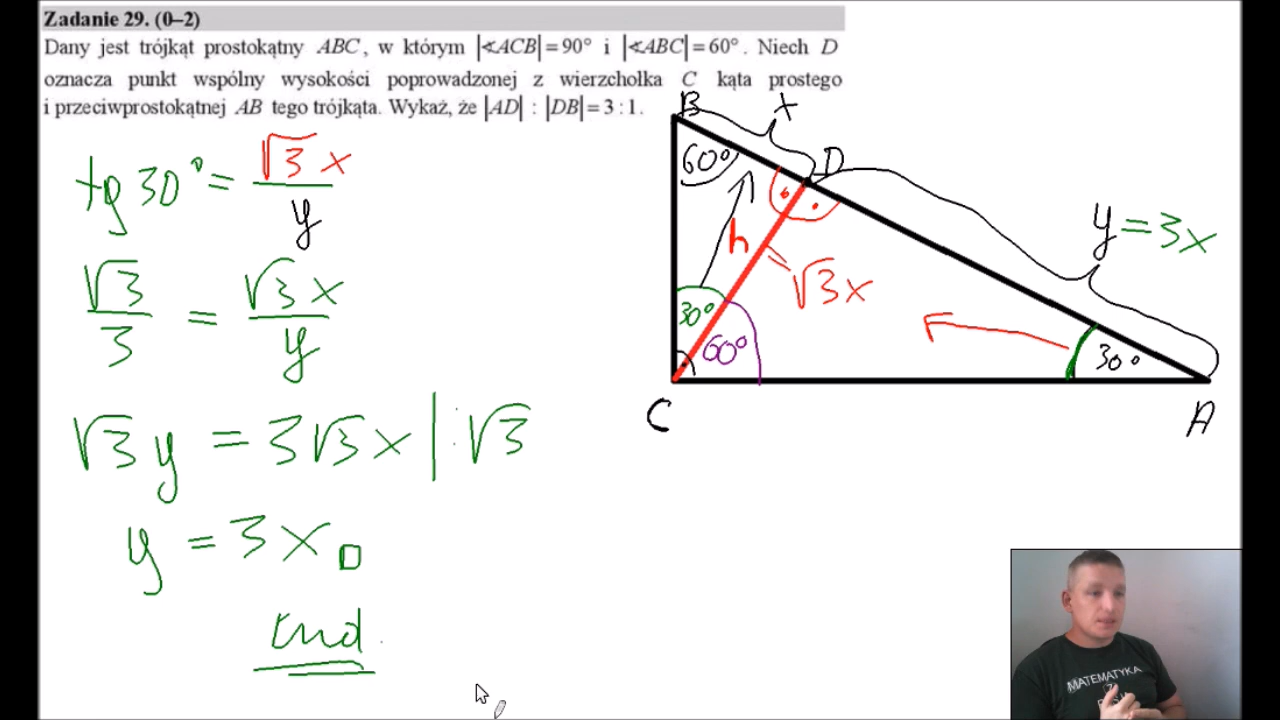 Zadanie 29. (0–2)
Dany jest trójkąt prostokątny ABC, w którym |∢ACB|=90° i |∢ABC|=60°. Niech D
oznacza punkt wspólny wysokości poprowadzonej z wierzchołka C kąta prostego
i przeciwprostokątnej AB tego trójkąta. Wykaż, że |AD| : |DB|=3 : 1.
tg 30° = √3 x / y
√3 / 3 = √3 x / y
√3 y = 3√3 x | : √3
y = 3x □
cnd.
B
x
D
60°
h
= √3 x
y = 3x
30°
60°
30°
C
A
MATEMATYKA